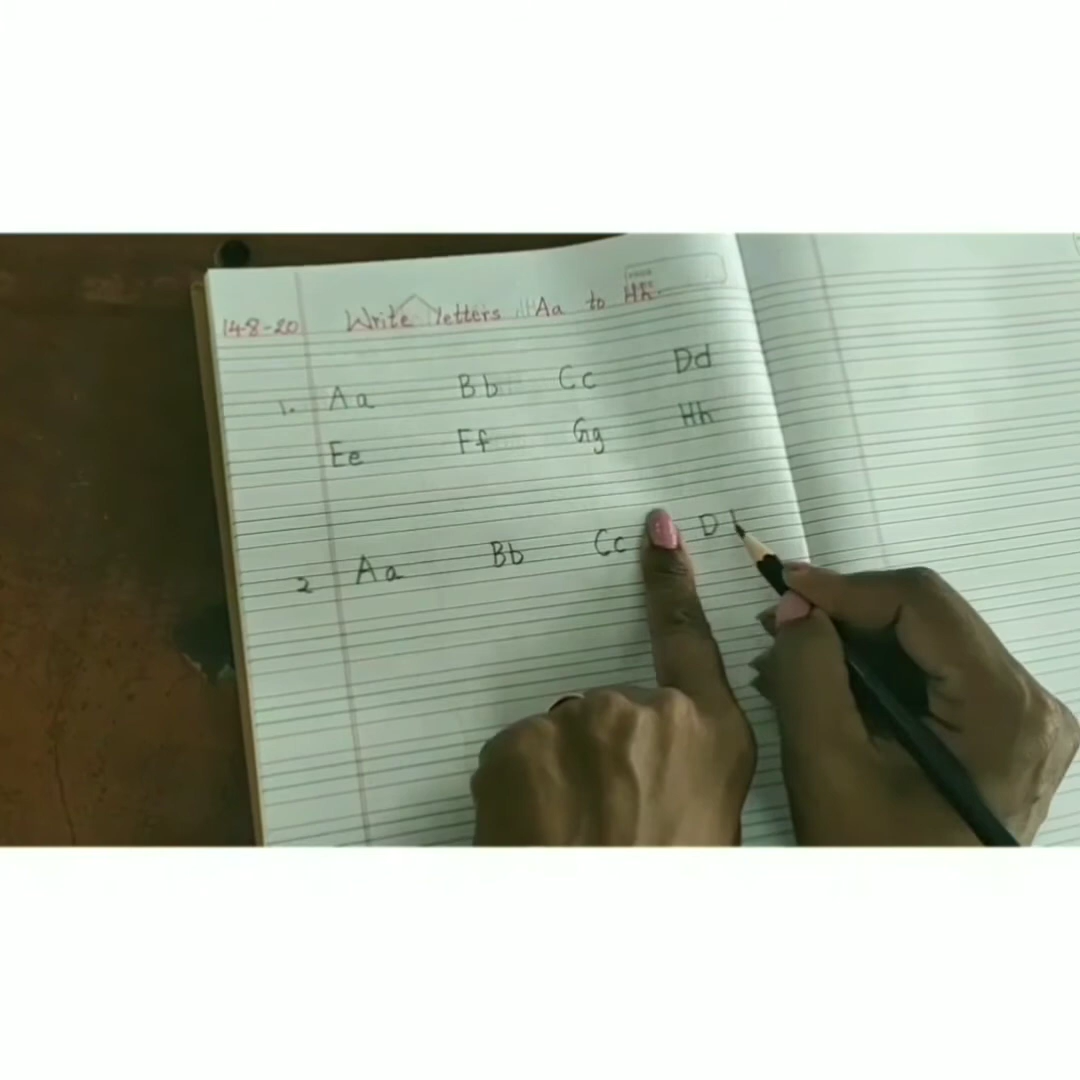 14-8-20 Write letters Aa to Hh.
1. Aa Bb Cc Dd
Ee Ff Gg Hh
2 Aa Bb Cc D